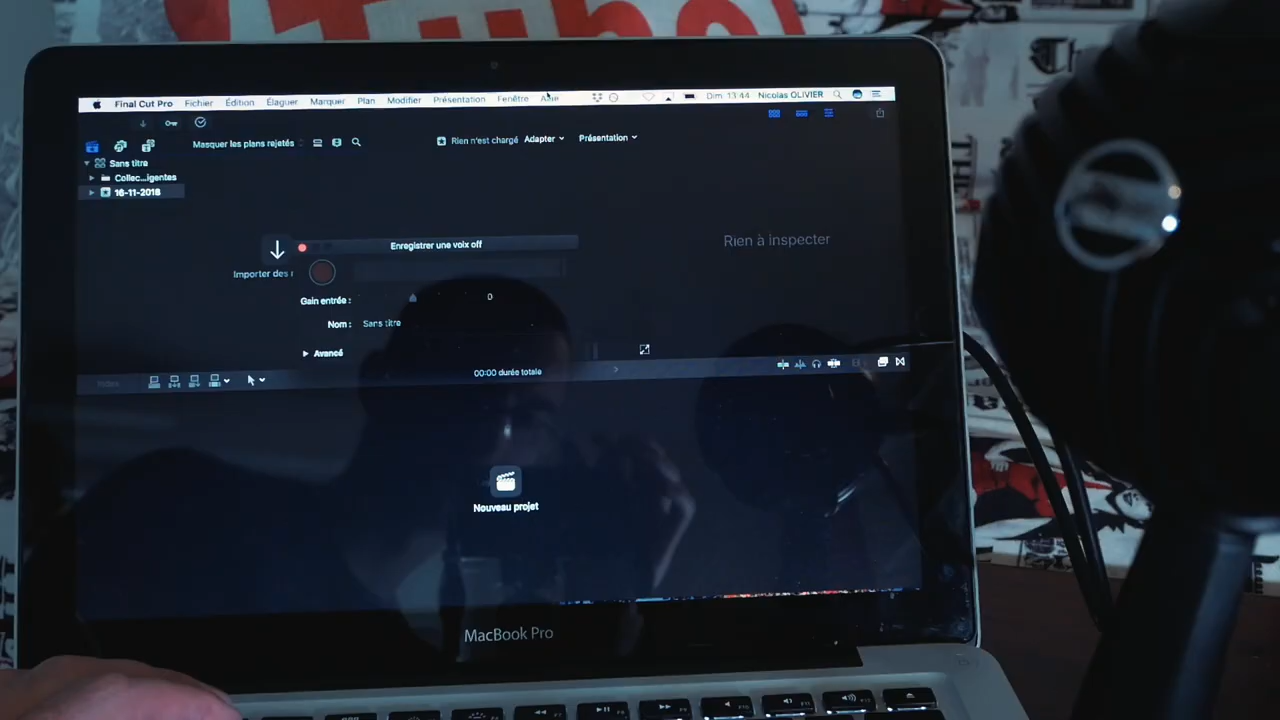 Final Cut Pro Fichier Édition Élaguer Marquer Plan Modifier Présentation Fenêtre Aide Dim. 13:44 Nicolas OLIVIER
Masquer les plans rejetés Rien n'est chargé Adapter Présentation
Sans titre
Collec...igentes
16-11-2018
Enregistrer une voix off
Rien à inspecter
Importer des
Gain entrée : 0
Nom : Sans titre
Avancé
Index 00:00 durée totale
Nouveau projet
MacBook Pro